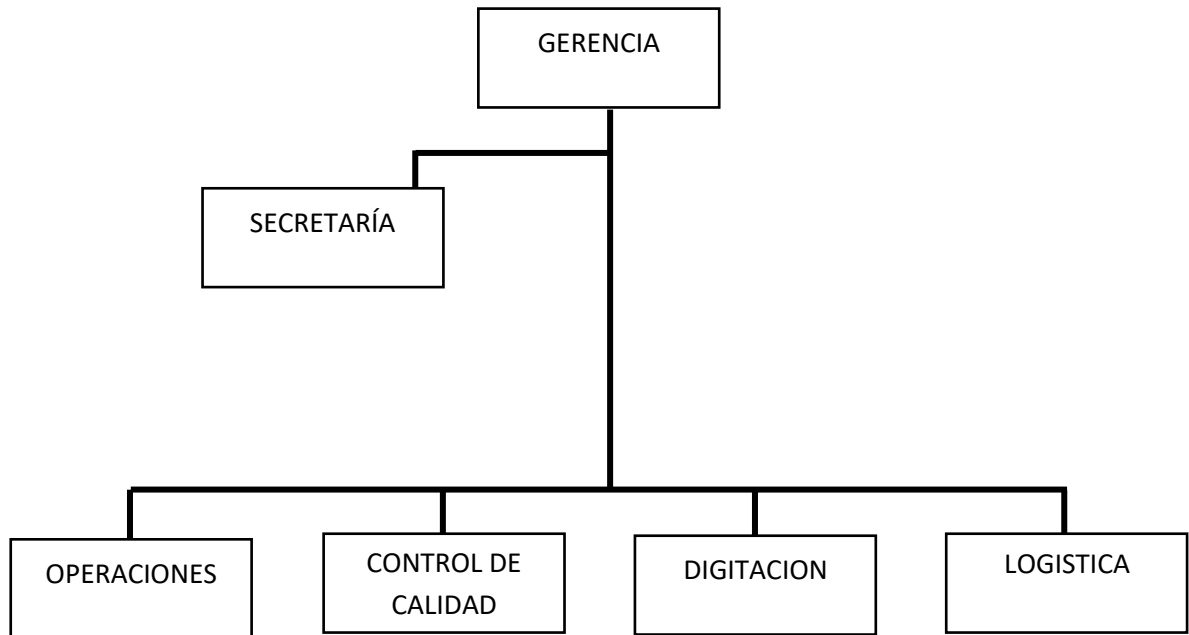 GERENCIA
SECRETARÍA
OPERACIONES
CONTROL DE
CALIDAD
DIGITACION
LOGISTICA